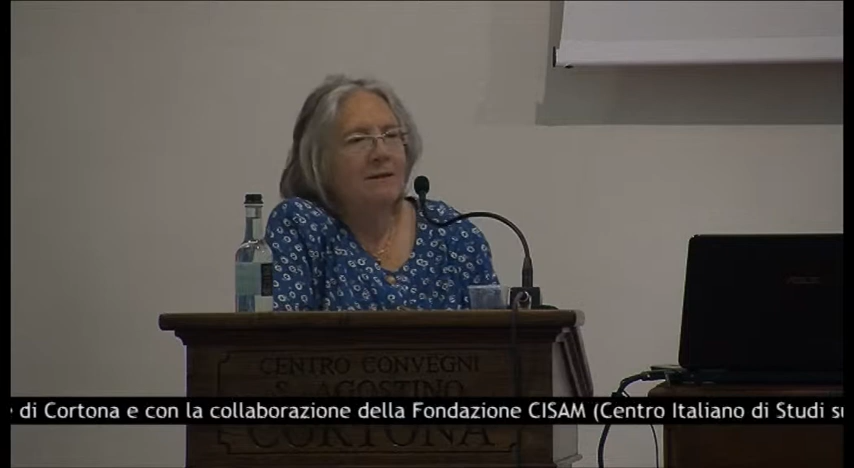 CENTRO CONVEGNI
S. AGOSTINO
CORTONA
e di Cortona e con la collaborazione della Fondazione CISAM (Centro Italiano di Studi su